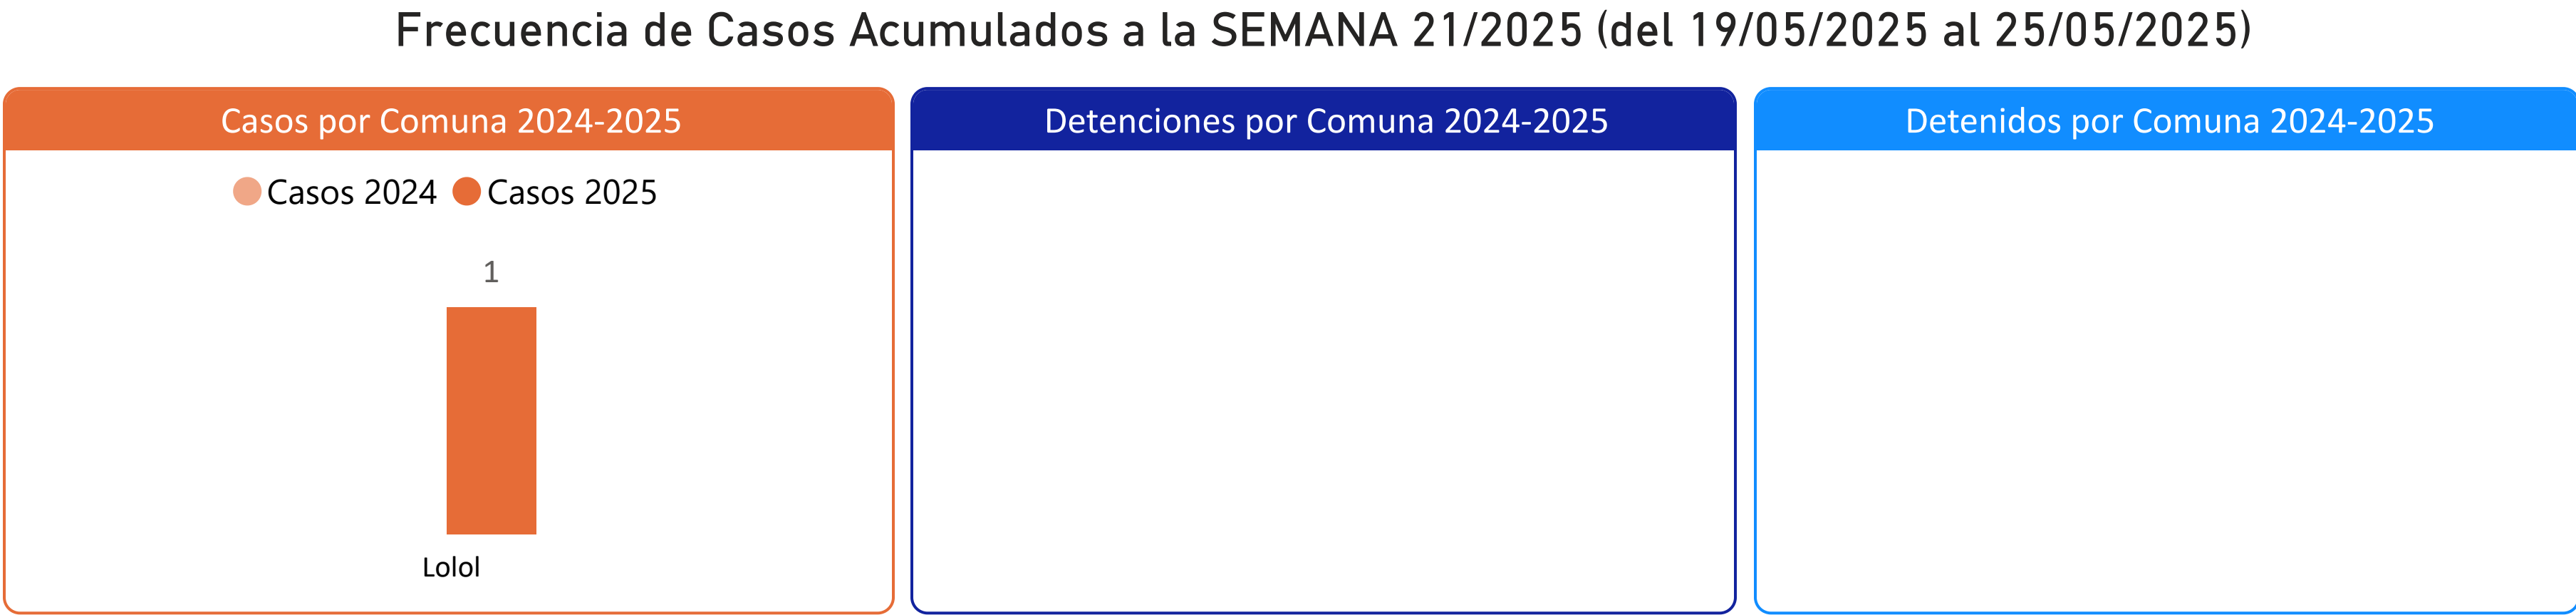 Frecuencia de Casos Acumulados a la SEMANA 21/2025 (del 19/05/2025 al 25/05/2025)
Casos por Comuna 2024-2025
Casos 2024 Casos 2025
1
Lolol
Detenciones por Comuna 2024-2025
Detenidos por Comuna 2024-2025